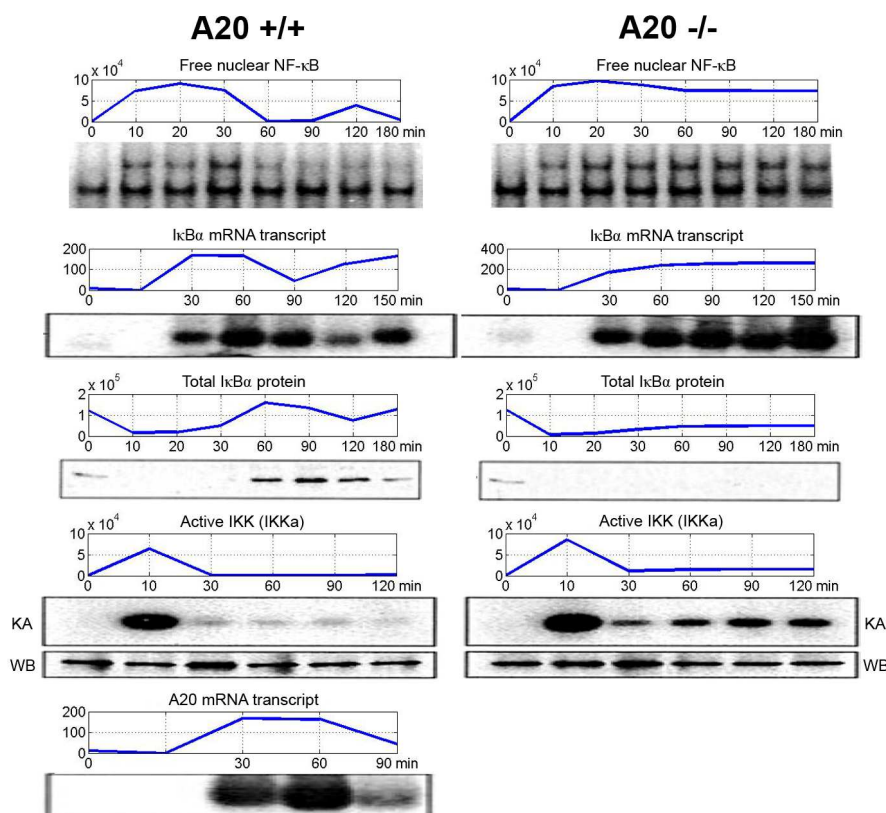 A20 +/+
Free nuclear NF-κB
x 10^4
10
5
0
0 10 20 30 60 90 120 180 min
IκBα mRNA transcript
200
100
0
0 30 60 90 120 150 min
Total IκBα protein
x 10^5
2
1
0
0 10 20 30 60 90 120 180 min
Active IKK (IKKa)
x 10^4
10
5
0
0 10 30 60 90 120 min
KA
WB
A20 mRNA transcript
200
100
0
0 30 60 90 min
A20 -/-
Free nuclear NF-κB
x 10^4
10
5
0
0 10 20 30 60 90 120 180 min
IκBα mRNA transcript
400
200
0
0 30 60 90 120 150 min
Total IκBα protein
x 10^5
2
1
0
0 10 20 30 60 90 120 180 min
Active IKK (IKKa)
x 10^4
10
5
0
0 10 30 60 90 120 min
KA
WB